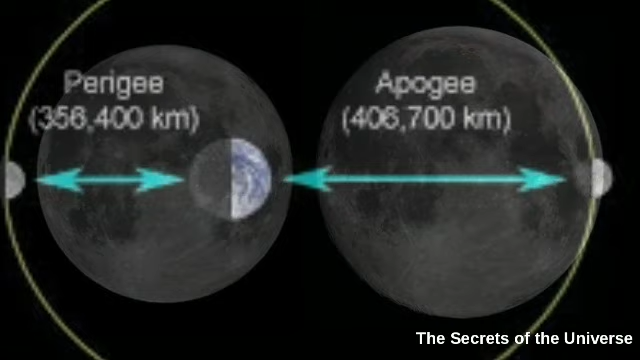 Perigee
(356,400 km)
Apogee
(406,700 km)
The Secrets of the Universe